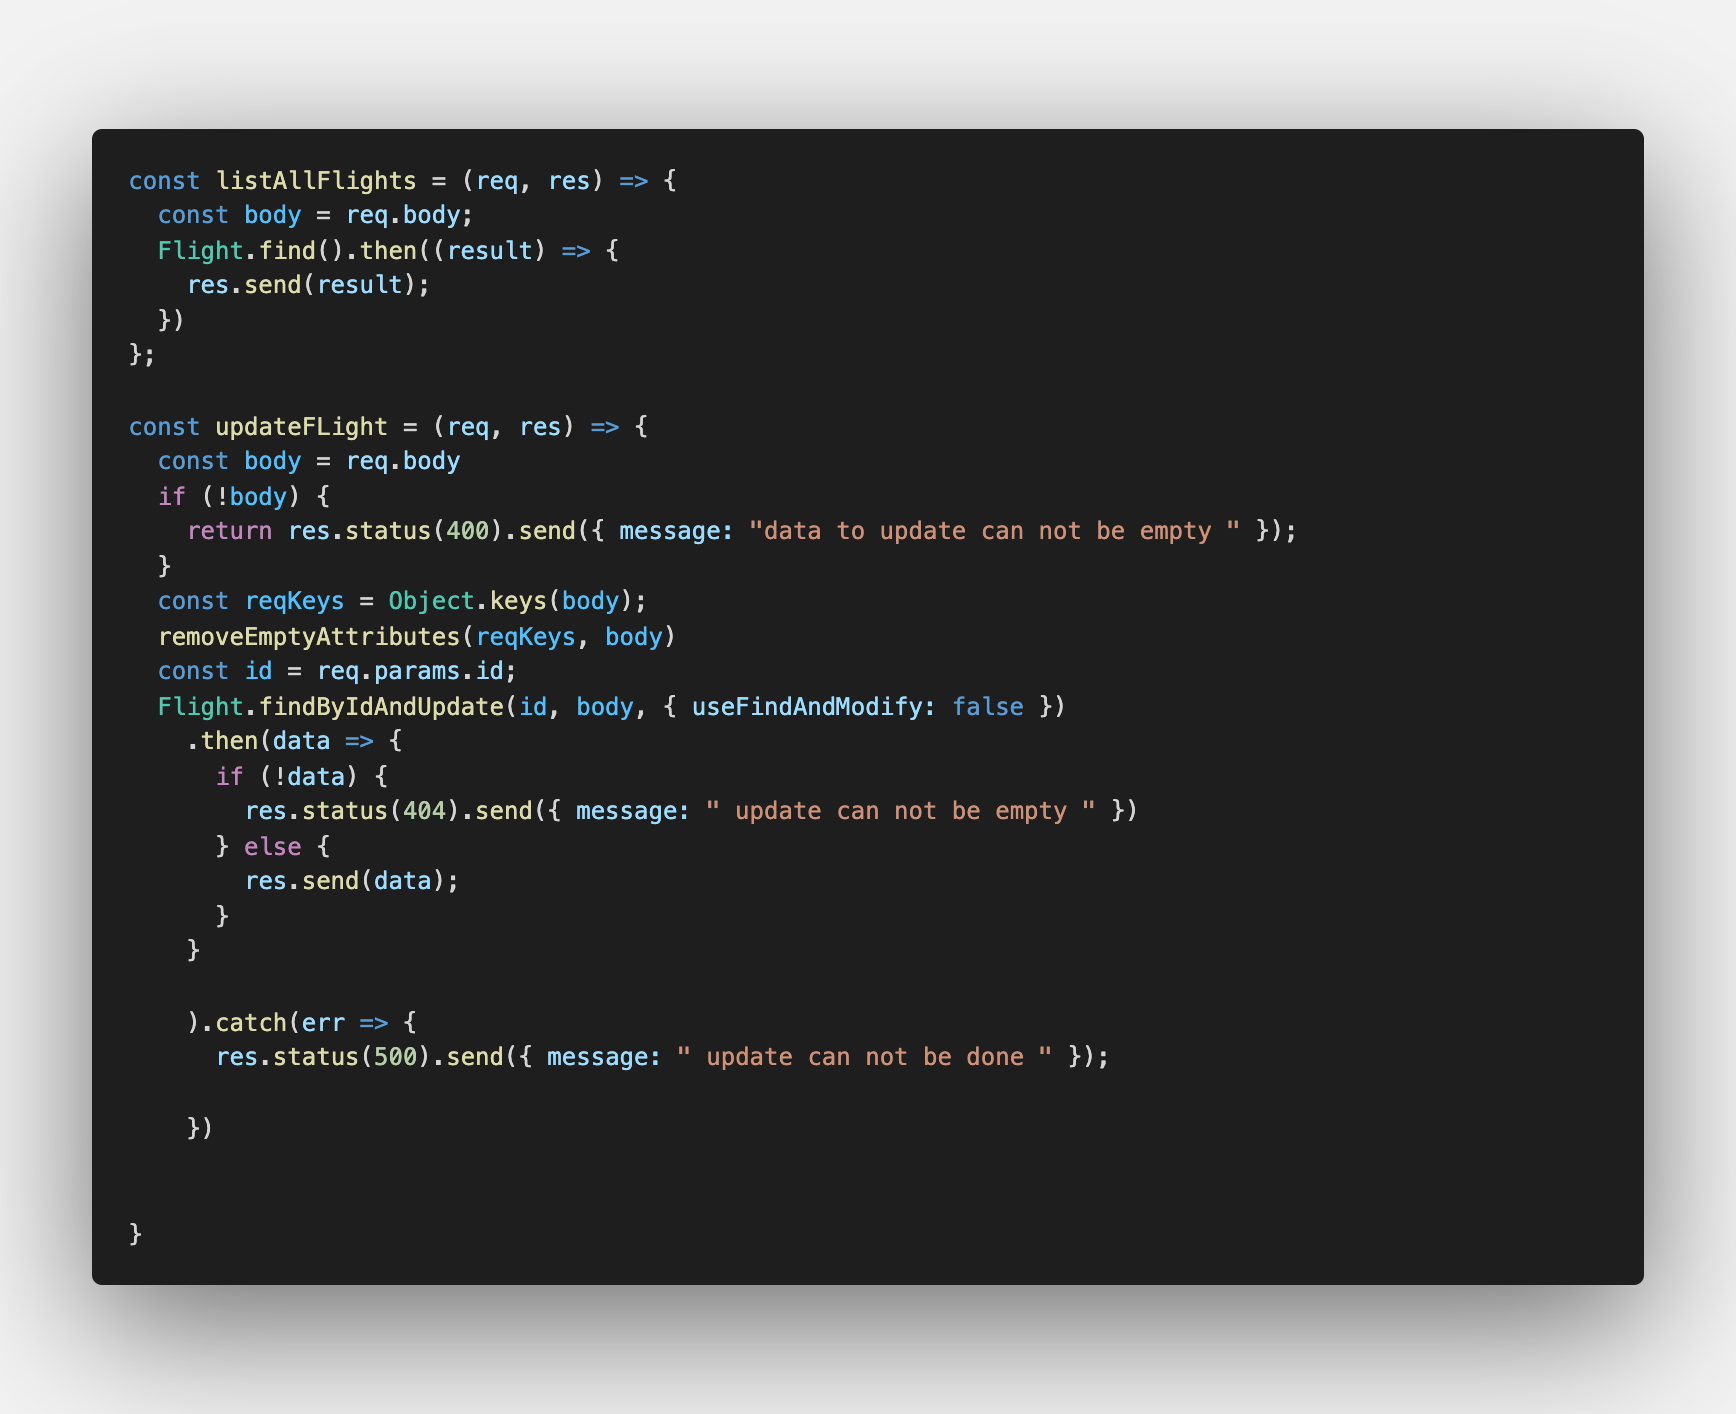 const listAllFlights = (req, res) => {
  const body = req.body;
  Flight.find().then((result) => {
    res.send(result);
  })
};

const updateFLight = (req, res) => {
  const body = req.body
  if (!body) {
    return res.status(400).send({ message: "data to update can not be empty " });
  }
  const reqKeys = Object.keys(body);
  removeEmptyAttributes(reqKeys, body)
  const id = req.params.id;
  Flight.findByIdAndUpdate(id, body, { useFindAndModify: false })
    .then(data => {
      if (!data) {
        res.status(404).send({ message: " update can not be empty " })
      } else {
        res.send(data);
      }
    }

    ).catch(err => {
      res.status(500).send({ message: " update can not be done " });

    })


}